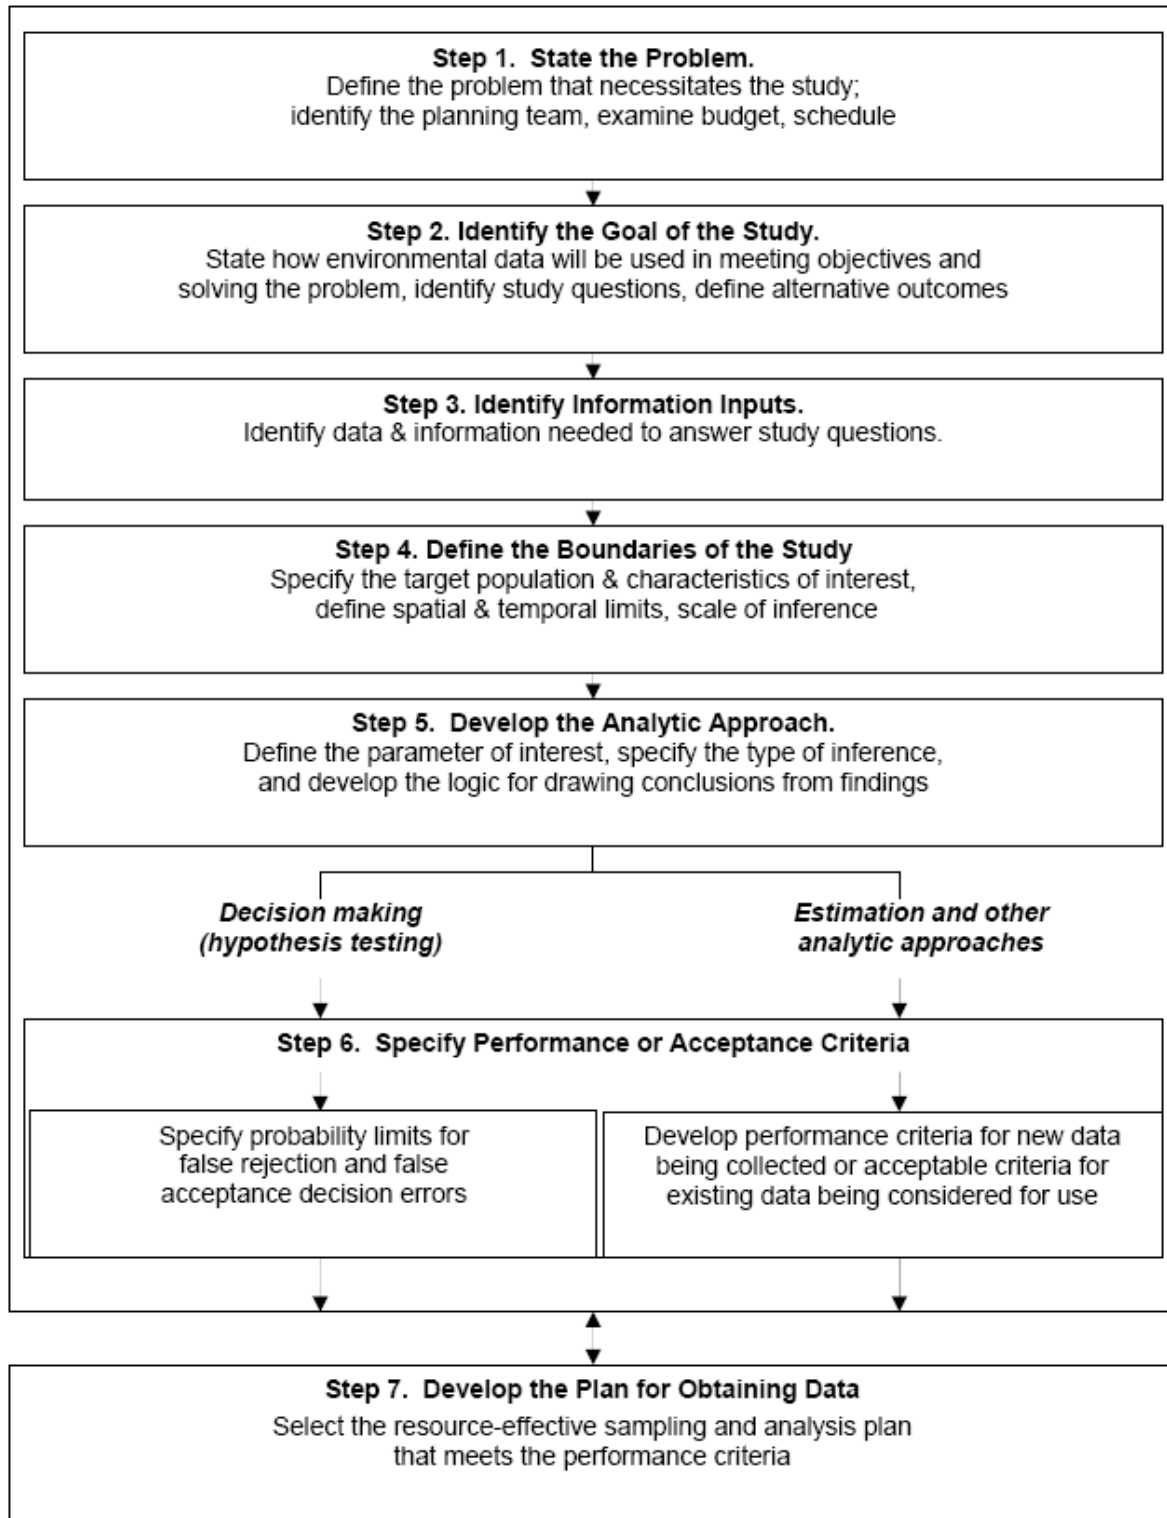 Step 1.  State the Problem.
Define the problem that necessitates the study;
identify the planning team, examine budget, schedule
Step 2. Identify the Goal of the Study.
State how environmental data will be used in meeting objectives and
solving the problem, identify study questions, define alternative outcomes
Step 3. Identify Information Inputs.
Identify data & information needed to answer study questions.
Step 4. Define the Boundaries of the Study
Specify the target population & characteristics of interest,
define spatial & temporal limits, scale of inference
Step 5.  Develop the Analytic Approach.
Define the parameter of interest, specify the type of inference,
and develop the logic for drawing conclusions from findings
Decision making
(hypothesis testing)
Estimation and other
analytic approaches
Step 6.  Specify Performance or Acceptance Criteria
Specify probability limits for
false rejection and false
acceptance decision errors
Develop performance criteria for new data
being collected or acceptable criteria for
existing data being considered for use
Step 7.  Develop the Plan for Obtaining Data
Select the resource-effective sampling and analysis plan
that meets the performance criteria